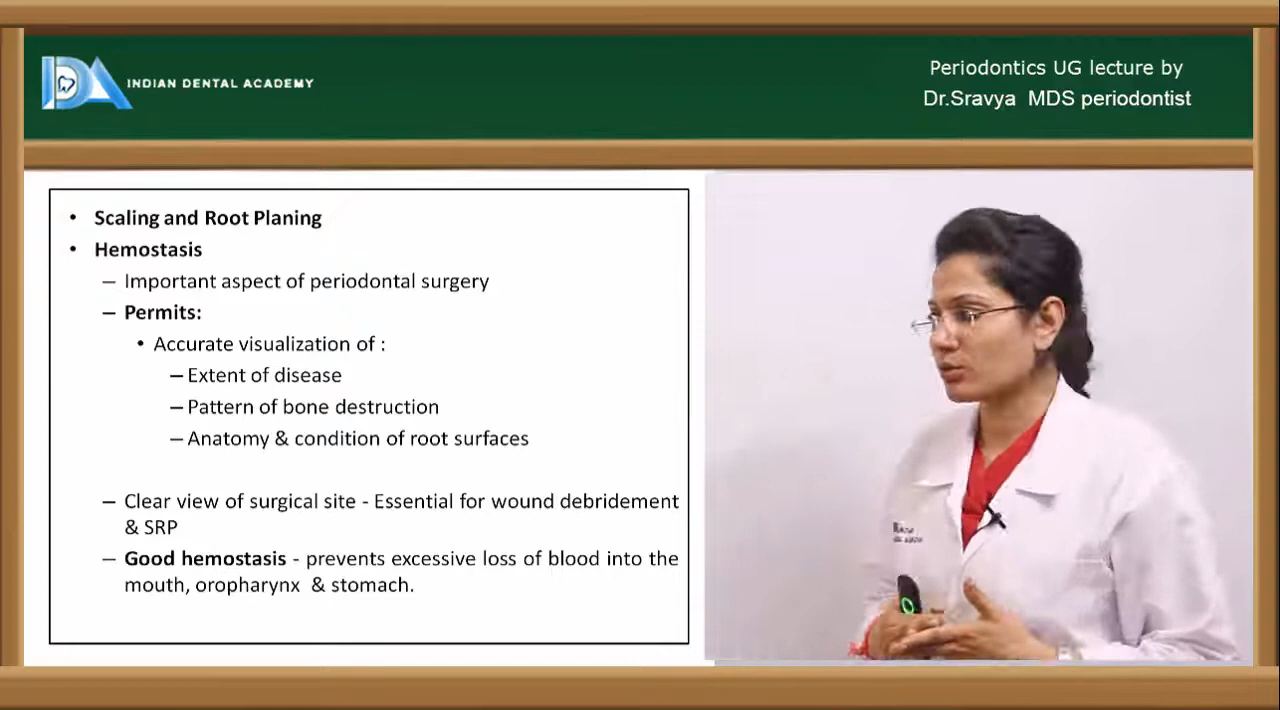 INDIAN DENTAL ACADEMY
Periodontics UG lecture by
Dr.Sravya MDS periodontist
• Scaling and Root Planing
• Hemostasis
– Important aspect of periodontal surgery
– Permits:
• Accurate visualization of :
– Extent of disease
– Pattern of bone destruction
– Anatomy & condition of root surfaces
– Clear view of surgical site - Essential for wound debridement
& SRP
– Good hemostasis - prevents excessive loss of blood into the
mouth, oropharynx & stomach.